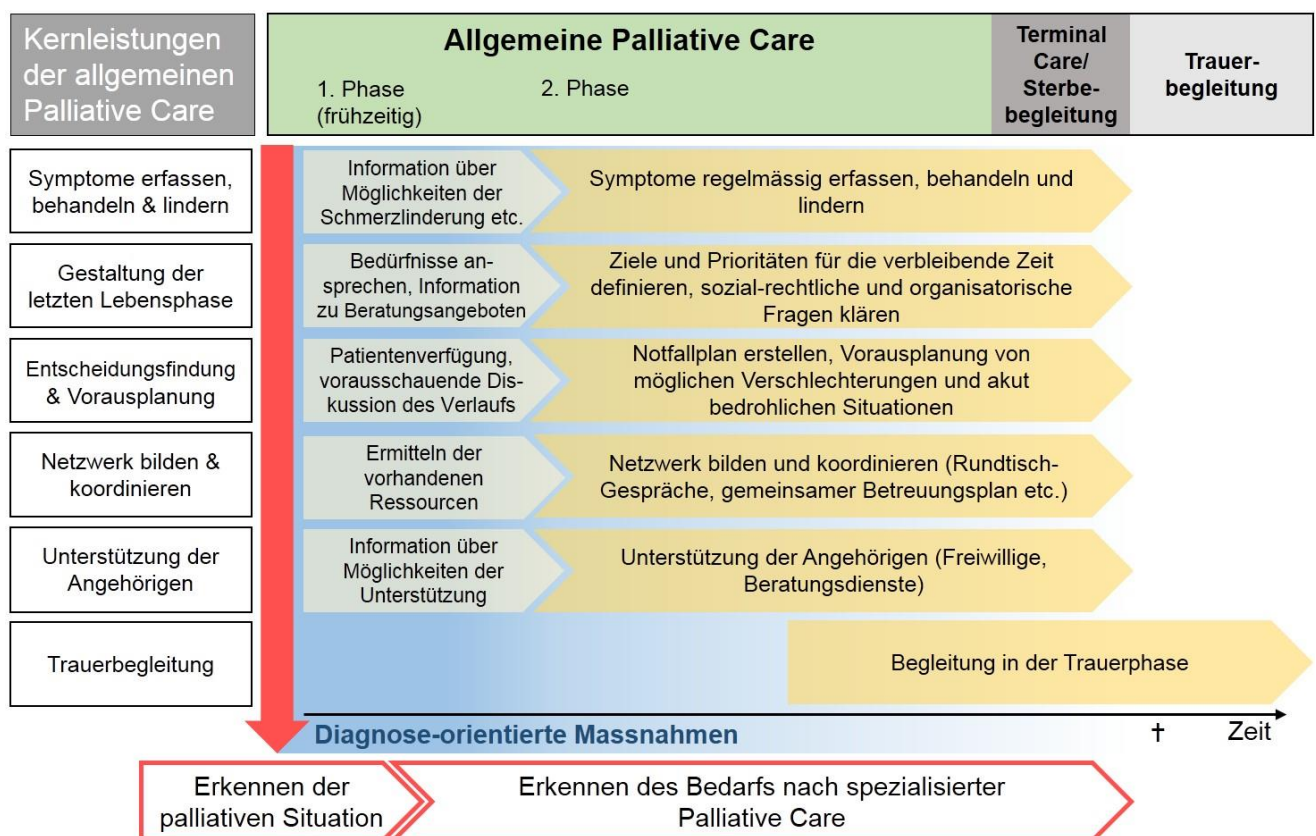 Kernleistungen
der allgemeinen
Palliative Care
Allgemeine Palliative Care
1. Phase
(frühzeitig)
2. Phase
Terminal
Care/
Sterbe-
begleitung
Trauer-
begleitung
Symptome erfassen,
behandeln & lindern
Information über
Möglichkeiten der
Schmerzlinderung etc.
Symptome regelmässig erfassen, behandeln und
lindern
Gestaltung der
letzten Lebensphase
Bedürfnisse an-
sprechen, Information
zu Beratungsangeboten
Ziele und Prioritäten für die verbleibende Zeit
definieren, sozial-rechtliche und organisatorische
Fragen klären
Entscheidungsfindung
& Vorausplanung
Patientenverfügung,
vorausschauende Dis-
kussion des Verlaufs
Notfallplan erstellen, Vorausplanung von
möglichen Verschlechterungen und akut
bedrohlichen Situationen
Netzwerk bilden &
koordinieren
Ermitteln der
vorhandenen
Ressourcen
Netzwerk bilden und koordinieren (Rundtisch-
Gespräche, gemeinsamer Betreuungsplan etc.)
Unterstützung der
Angehörigen
Information über
Möglichkeiten der
Unterstützung
Unterstützung der Angehörigen (Freiwillige,
Beratungsdienste)
Trauerbegleitung
Begleitung in der Trauerphase
Diagnose-orientierte Massnahmen
† Zeit
Erkennen der
palliativen Situation
Erkennen des Bedarfs nach spezialisierter
Palliative Care